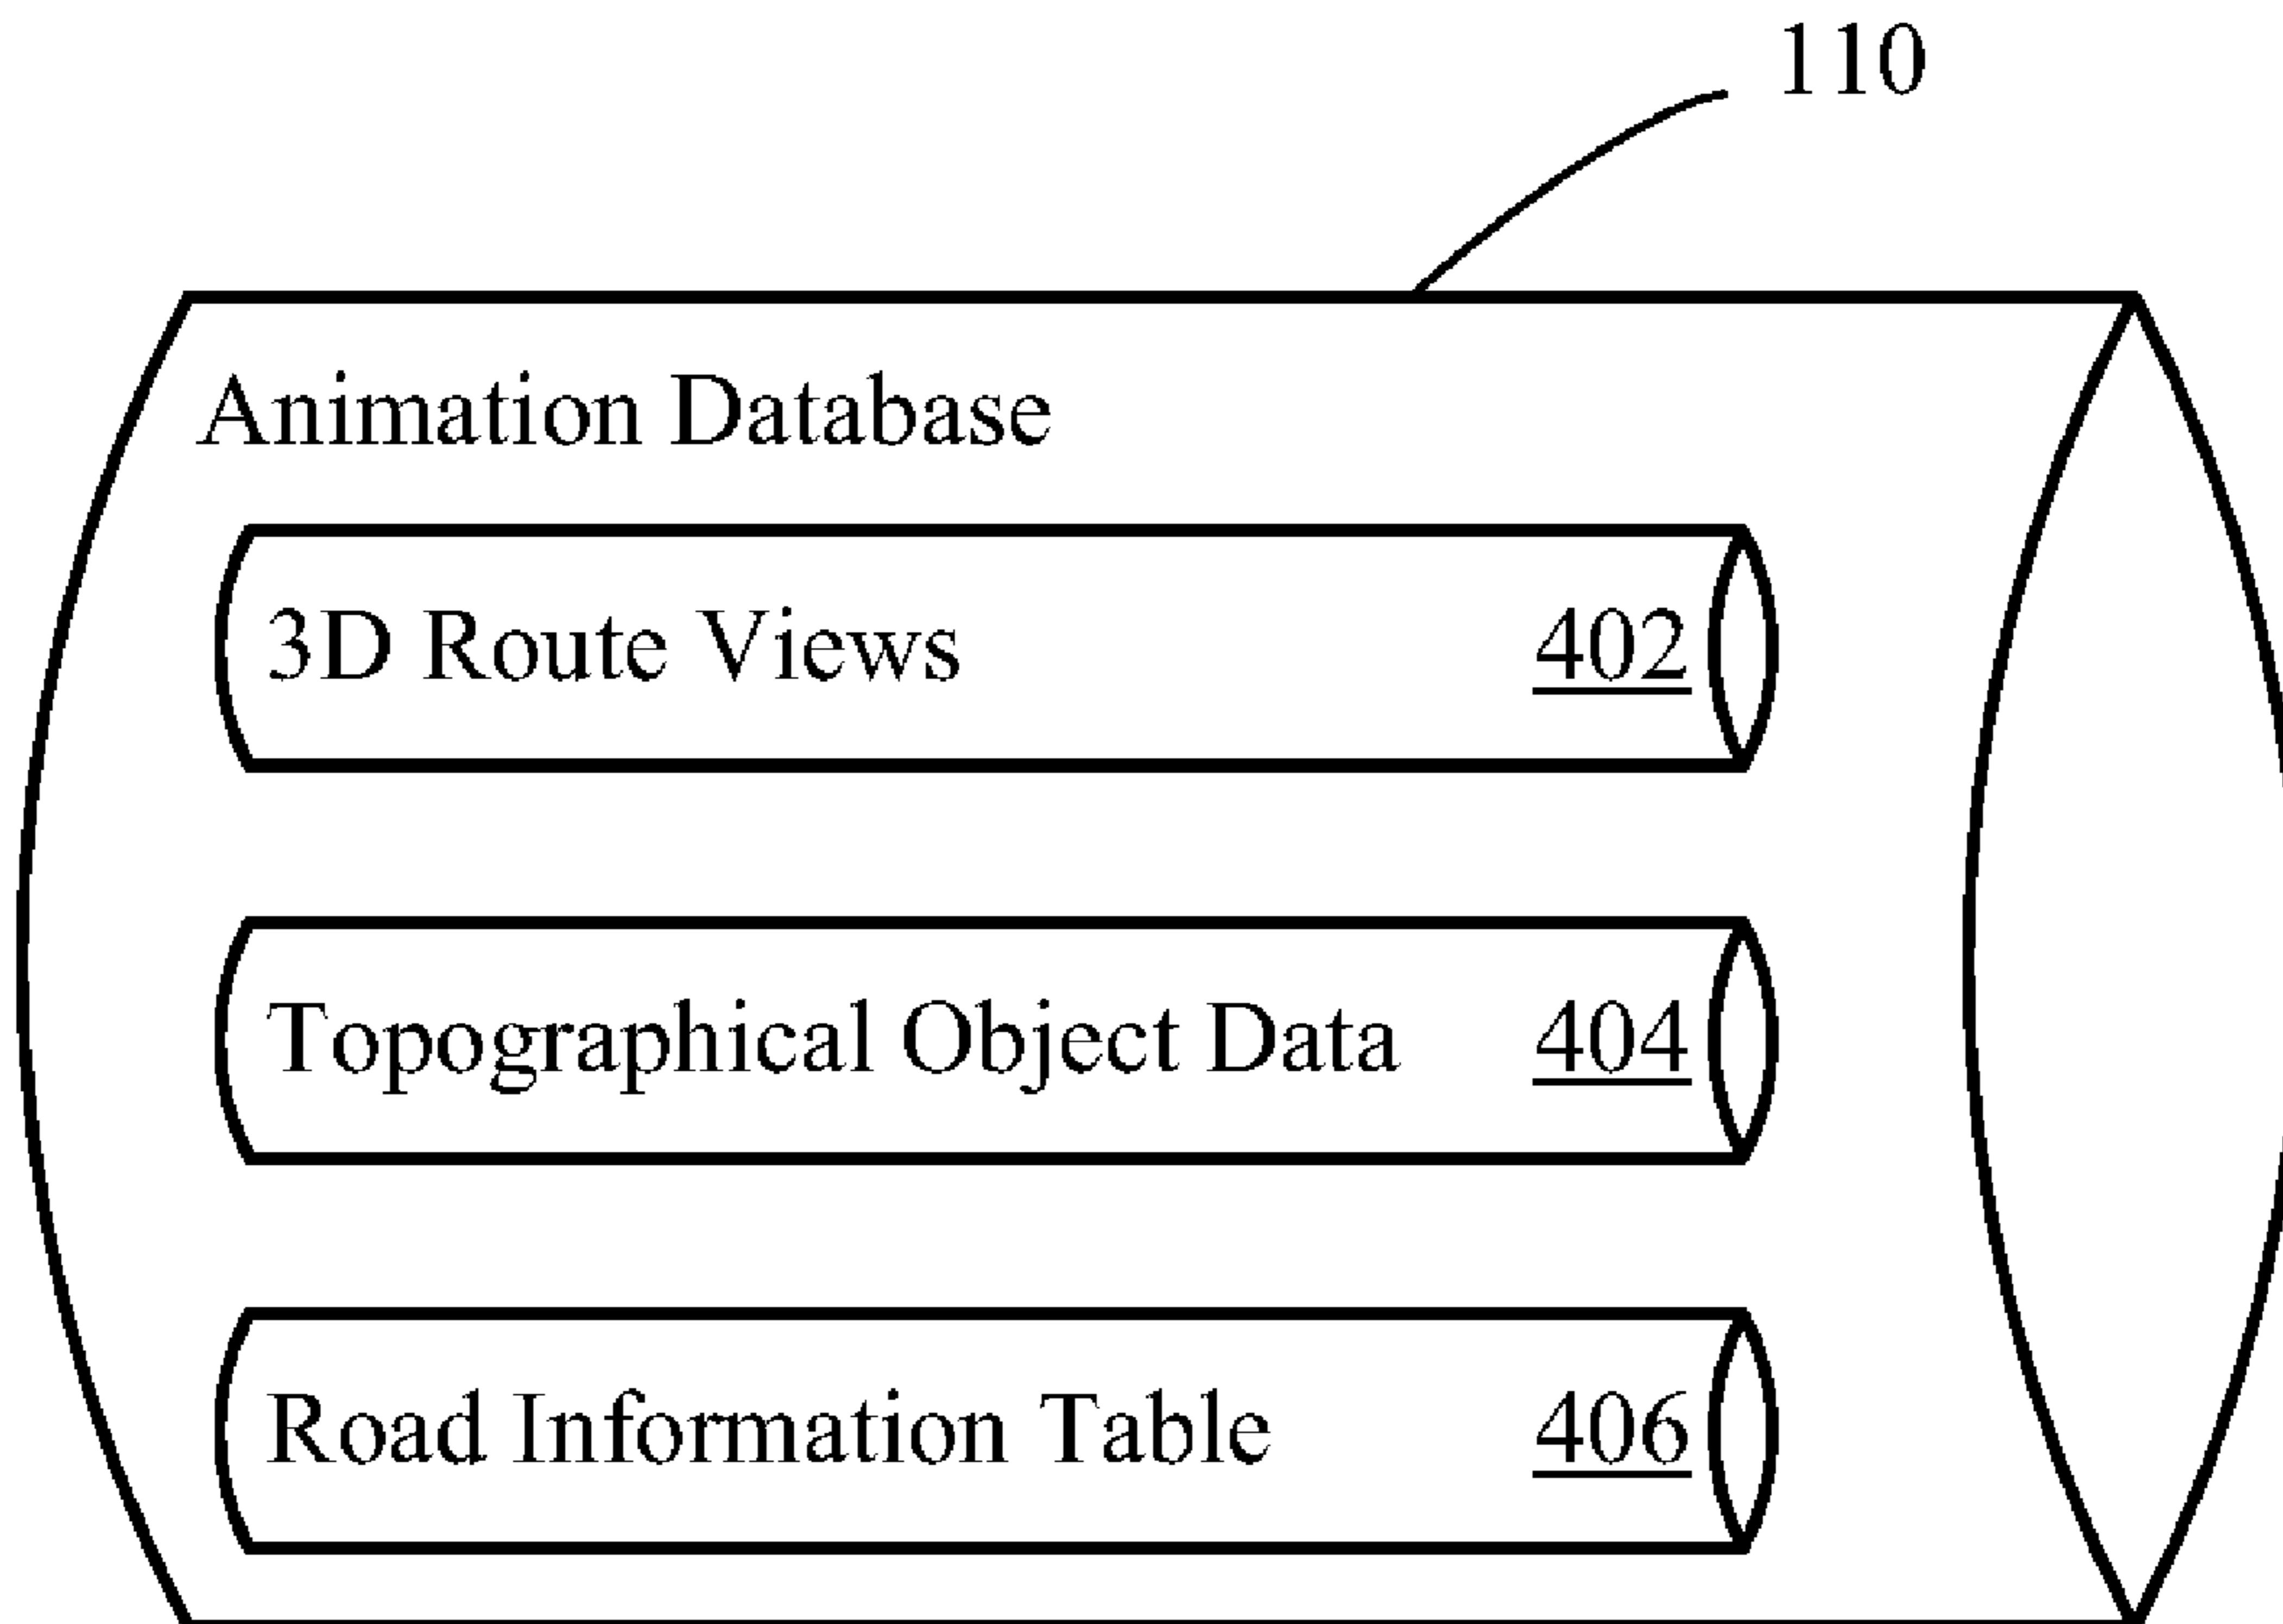 110
Animation Database
3D Route Views 402
Topographical Object Data 404
Road Information Table 406